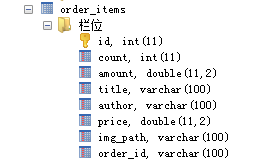 order_items
栏位
id, int(11)
count, int(11)
amount, double(11,2)
title, varchar(100)
author, varchar(100)
price, double(11,2)
img_path, varchar(100)
order_id, varchar(100)